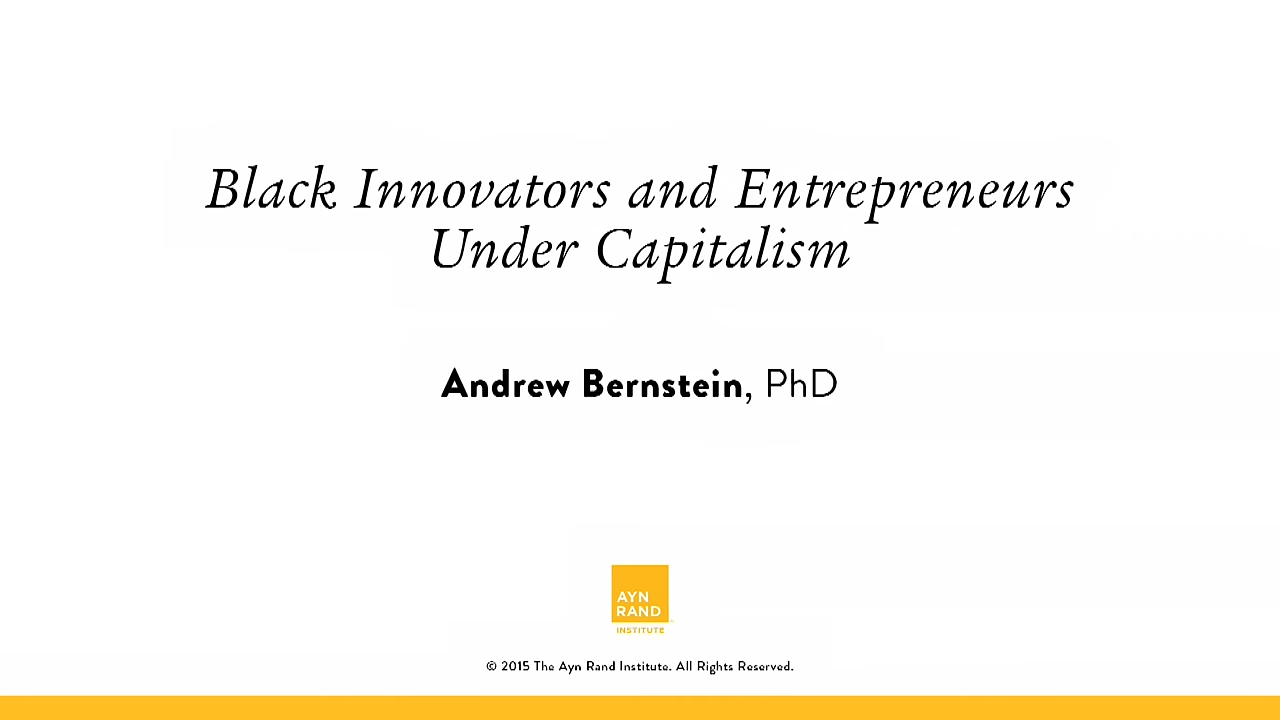 Black Innovators and Entrepreneurs
Under Capitalism
Andrew Bernstein, PhD
AYN
RAND
INSTITUTE
© 2015 The Ayn Rand Institute. All Rights Reserved.